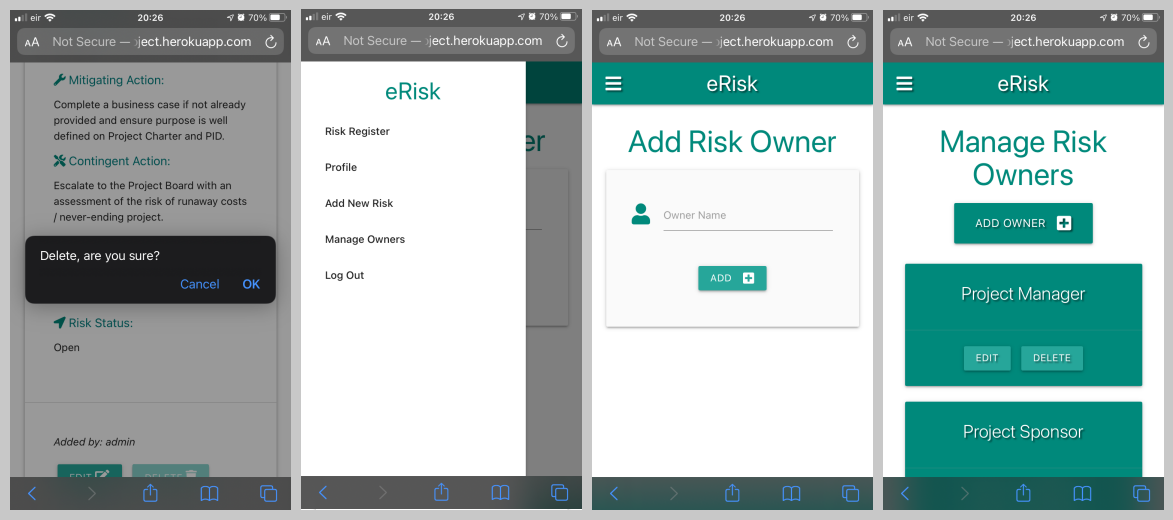 eir 20:26 70%
AA Not Secure — ject.herokuapp.com
Mitigating Action:
Complete a business case if not already
provided and ensure purpose is well
defined on Project Charter and PID.
Contingent Action:
Escalate to the Project Board with an
assessment of the risk of runaway costs
/ never-ending project.
Delete, are you sure?
Cancel OK
Risk Status:
Open
Added by: admin
EDIT DELETE
eir 20:26 70%
AA Not Secure — ject.herokuapp.com
eRisk
er
Risk Register
Profile
Add New Risk
Manage Owners
Log Out
eir 20:26 70%
AA Not Secure — ject.herokuapp.com
eRisk
Add Risk Owner
Owner Name
ADD
eir 20:26 70%
AA Not Secure — ject.herokuapp.com
eRisk
Manage Risk
Owners
ADD OWNER
Project Manager
EDIT DELETE
Project Sponsor